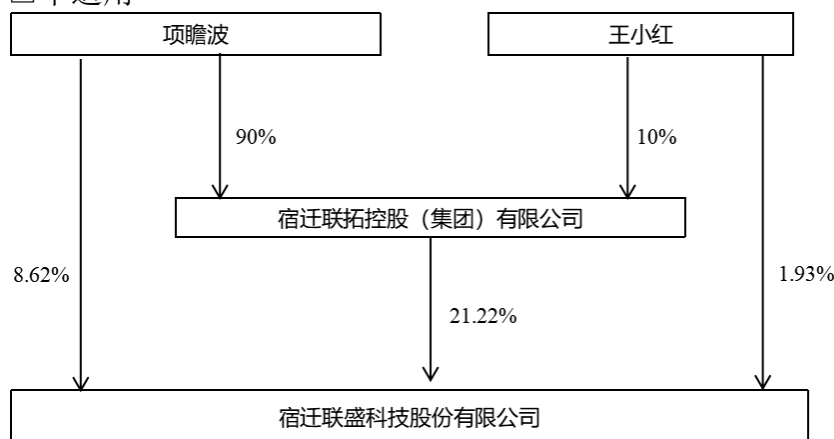 项瞻波
王小红
90%
10%
宿迁联拓控股（集团）有限公司
8.62%
1.93%
21.22%
宿迁联盛科技股份有限公司